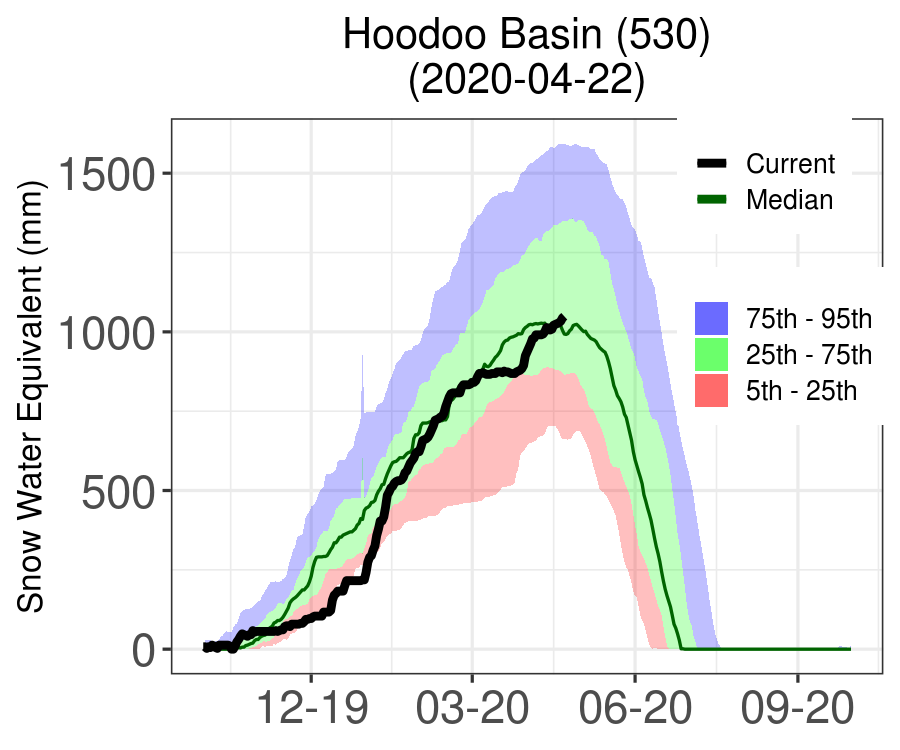 Hoodoo Basin (530)
(2020-04-22)
Snow Water Equivalent (mm)
1500
1000
500
0
12-19
03-20
06-20
09-20
Current
Median
75th - 95th
25th - 75th
5th - 25th